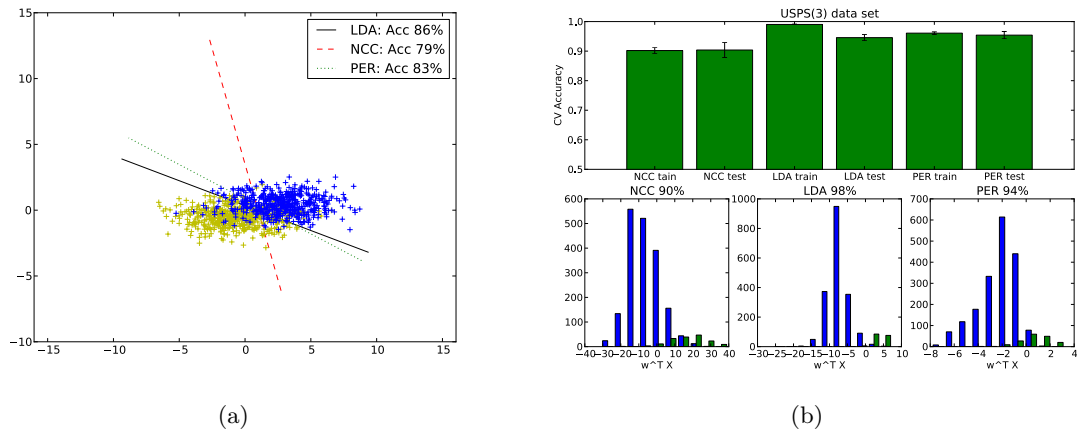 15
10
5
0
−5
−10
−15 −10 −5 0 5 10 15
LDA: Acc 86%
NCC: Acc 79%
PER: Acc 83%
(a)
USPS(3) data set
CV Accuracy
1.0
0.9
0.8
0.7
0.6
0.5
NCC tain NCC test LDA train LDA test PER train PER test
NCC 90%
600
500
400
300
200
100
0
−40 −30 −20 −10 0 10 20 30 40
w^T X
LDA 98%
1000
800
600
400
200
0
−30 −25 −20 −15 −10 −5 0 5 10
w^T X
PER 94%
700
600
500
400
300
200
100
0
−8 −6 −4 −2 0 2 4
w^T X
(b)